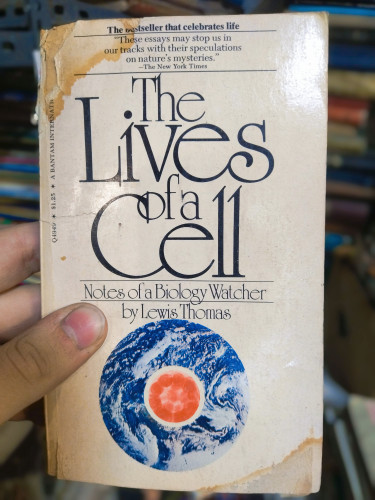 The bestseller that celebrates life
"These essays may stop us in
our tracks with their speculations
on nature's mysteries."
—The New York Times
The
Lives
of a
Cell
Notes of a Biology Watcher
by Lewis Thomas
Q4949 ★ $1.25 ★ A BANTAM